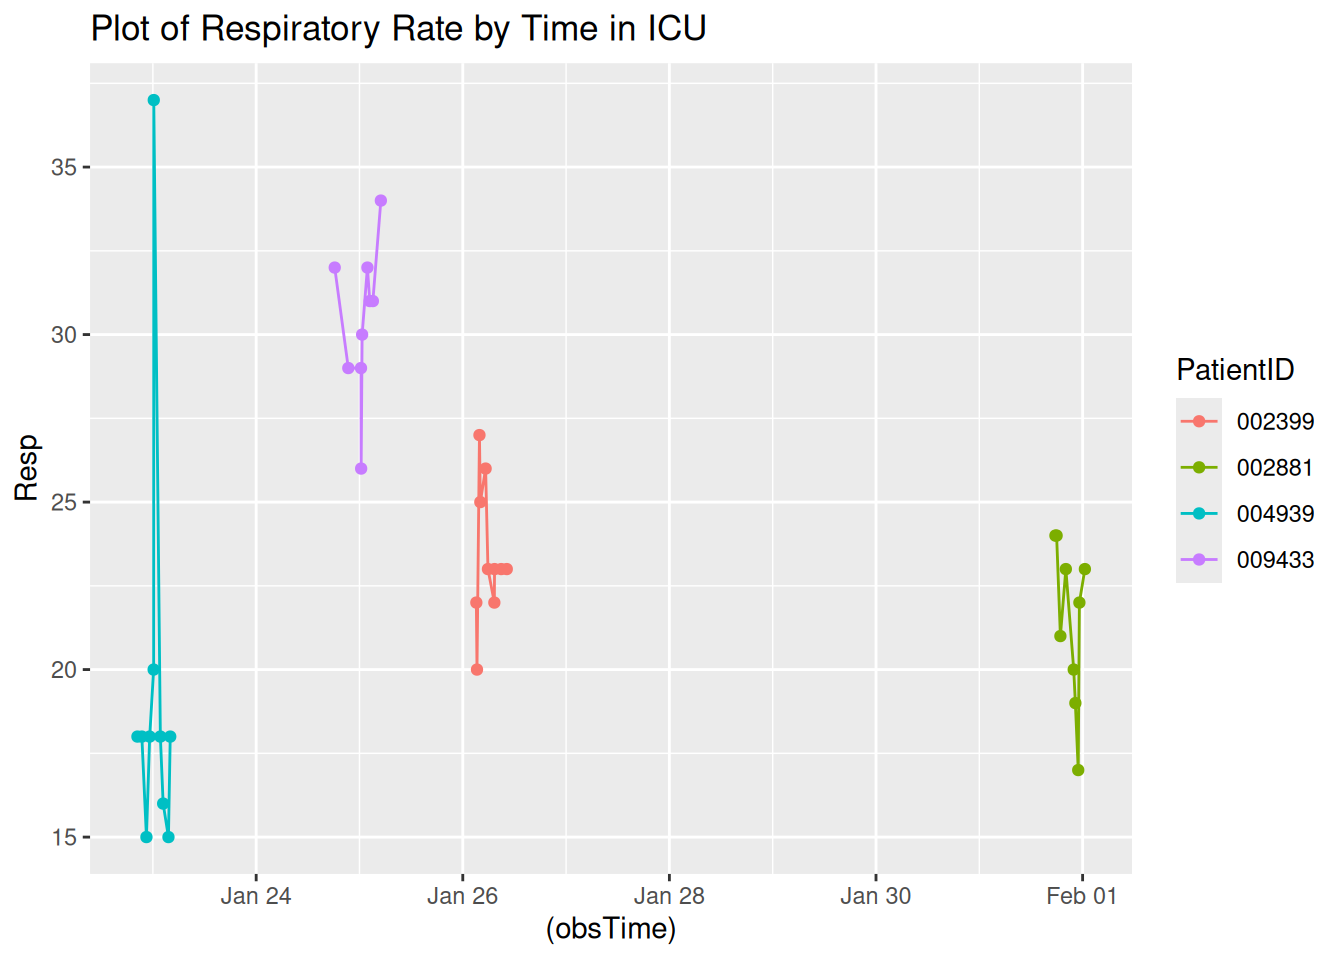 Plot of Respiratory Rate by Time in ICU
35
30
25
20
15
Resp
Jan 24 Jan 26 Jan 28 Jan 30 Feb 01
(obsTime)
PatientID
002399
002881
004939
009433